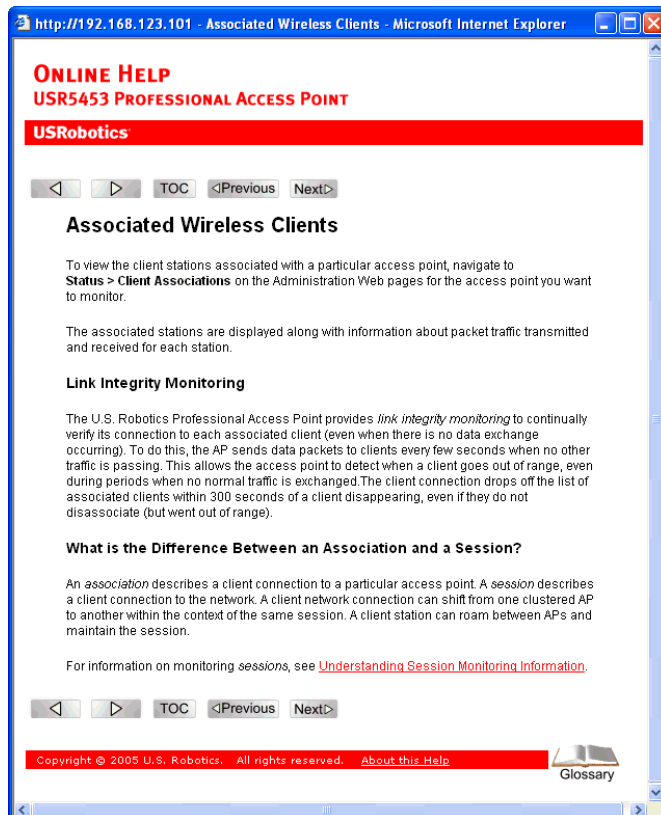 http://192.168.123.101 - Associated Wireless Clients - Microsoft Internet Explorer
ONLINE HELP
USR5453 PROFESSIONAL ACCESS POINT
USRobotics
TOC Previous Next
Associated Wireless Clients
To view the client stations associated with a particular access point, navigate to
Status > Client Associations on the Administration Web pages for the access point you want
to monitor.
The associated stations are displayed along with information about packet traffic transmitted
and received for each station.
Link Integrity Monitoring
The U.S. Robotics Professional Access Point provides link integrity monitoring to continually
verify its connection to each associated client (even when there is no data exchange
occurring). To do this, the AP sends data packets to clients every few seconds when no other
traffic is passing. This allows the access point to detect when a client goes out of range, even
during periods when no normal traffic is exchanged.The client connection drops off the list of
associated clients within 300 seconds of a client disappearing, even if they do not
disassociate (but went out of range).
What is the Difference Between an Association and a Session?
An association describes a client connection to a particular access point. A session describes
a client connection to the network. A client network connection can shift from one clustered AP
to another within the context of the same session. A client station can roam between APs and
maintain the session.
For information on monitoring sessions, see Understanding Session Monitoring Information.
TOC Previous Next
Copyright © 2005 U.S. Robotics. All rights reserved. About this Help
Glossary